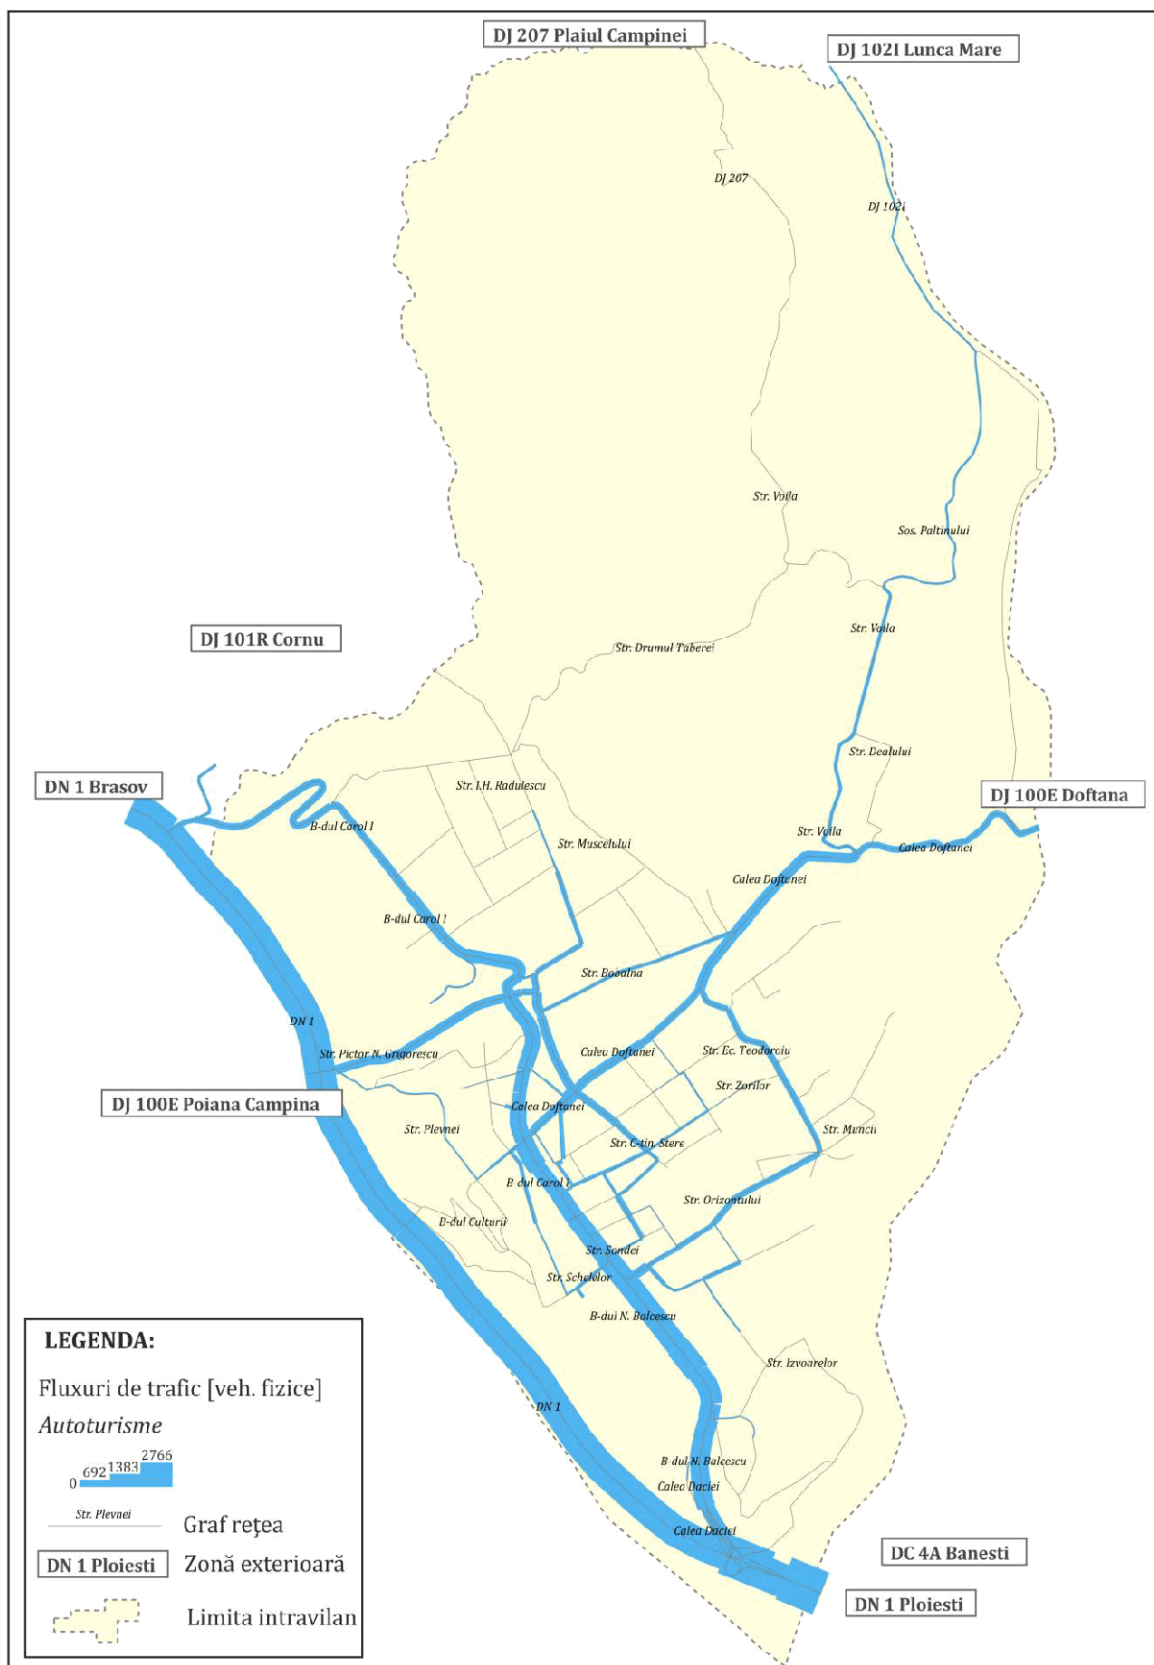 DJ 207 Plaiul Campinei
DJ 102I Lunca Mare
DJ 207
DJ 102I
Str. Voila
Sos. Paltinului
Str. Voila
DJ 101R Cornu
Str. Drumul Taberei
Str. Dealului
DN 1 Brasov
Str. I.H. Radulescu
DJ 100E Doftana
B-dul Carol I
Str. Muscelului
Str. Voila
Calea Doftanei
Calea Doftanei
B-dul Carol I
Str. Bobalna
DN 1
Str. Pictor N. Grigorescu
Calea Doftanei
Str. Ec. Teodoroiu
Str. Zorilor
DJ 100E Poiana Campina
Calea Doftanei
Str. Plevnei
Str. C-tin. Stere
Str. Muncii
B-dul Carol I
Str. Orizontului
B-dul Culturii
Str. Sondei
Str. Schelelor
B-dul N. Balcescu
Str. Izvoarelor
DN 1
B-dul N. Balcescu
Calea Daciei
Calea Daciei
DC 4A Banesti
DN 1 Ploiesti
LEGENDA:
Fluxuri de trafic [veh. fizice]
Autoturisme
0 692 1383 2766
Str. Plevnei
Graf rețea
DN 1 Ploiesti
Zonă exterioară
Limita intravilan